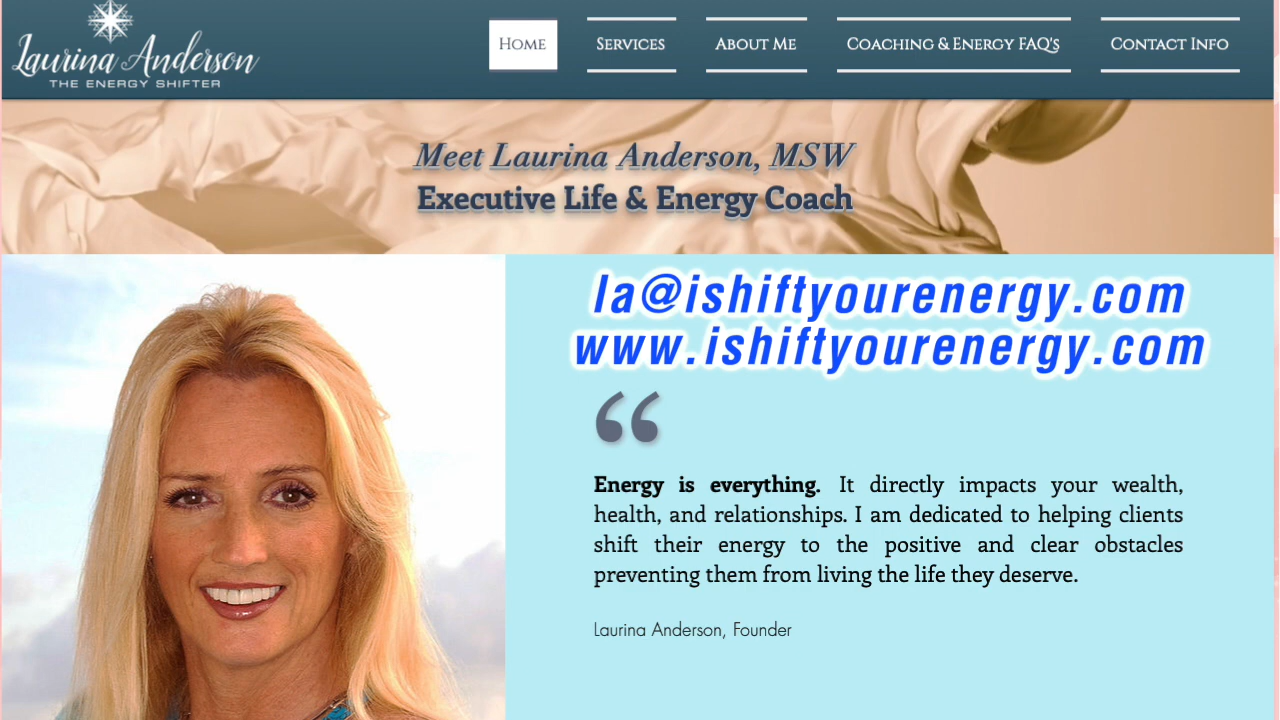 Laurina Anderson
THE ENERGY SHIFTER
Home
Services
About Me
Coaching & Energy FAQ's
Contact Info
Meet Laurina Anderson, MSW
Executive Life & Energy Coach
la@ishiftyourenergy.com
www.ishiftyourenergy.com
“
Energy is everything. It directly impacts your wealth,
health, and relationships. I am dedicated to helping clients
shift their energy to the positive and clear obstacles
preventing them from living the life they deserve.
Laurina Anderson, Founder